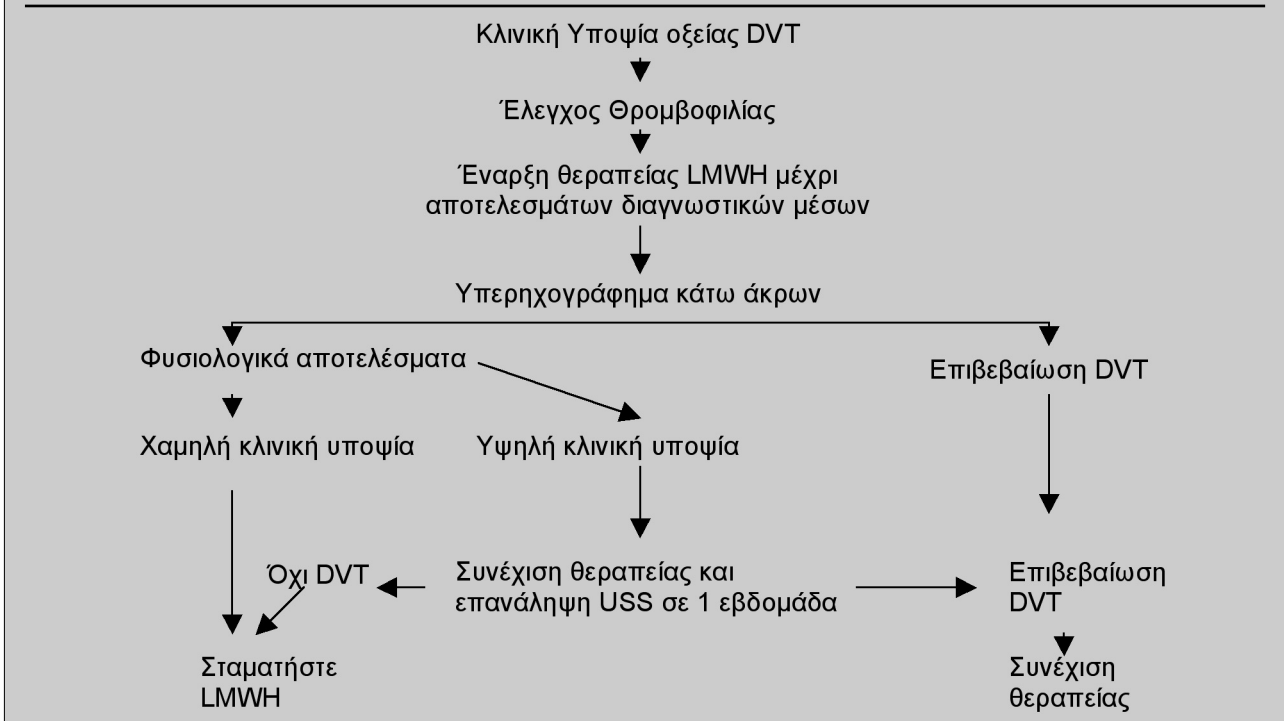 Κλινική Υποψία οξείας DVT
Έλεγχος Θρομβοφιλίας
Έναρξη θεραπείας LMWH μέχρι
αποτελεσμάτων διαγνωστικών μέσων
Υπερηχογράφημα κάτω άκρων
Φυσιολογικά αποτελέσματα
Επιβεβαίωση DVT
Χαμηλή κλινική υποψία
Υψηλή κλινική υποψία
Όχι DVT
Συνέχιση θεραπείας και
επανάληψη USS σε 1 εβδομάδα
Επιβεβαίωση
DVT
Σταματήστε
LMWH
Συνέχιση
θεραπείας